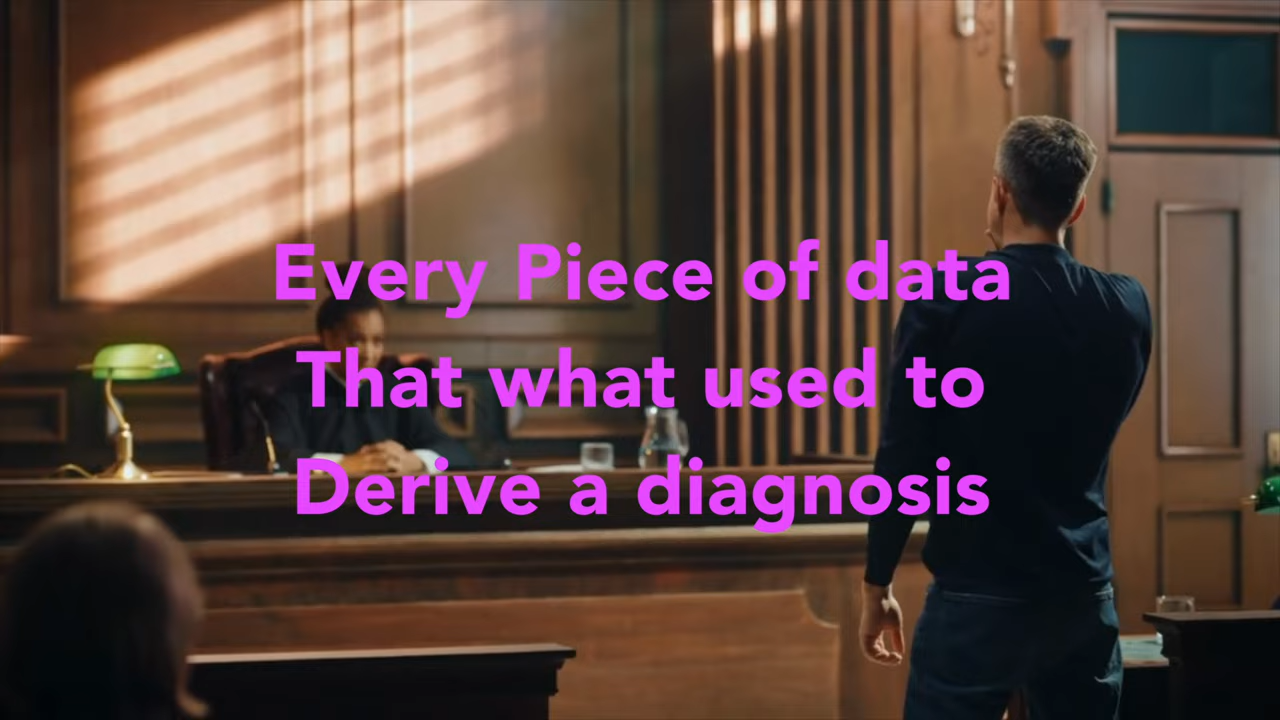 Every Piece of data
That what used to
Derive a diagnosis